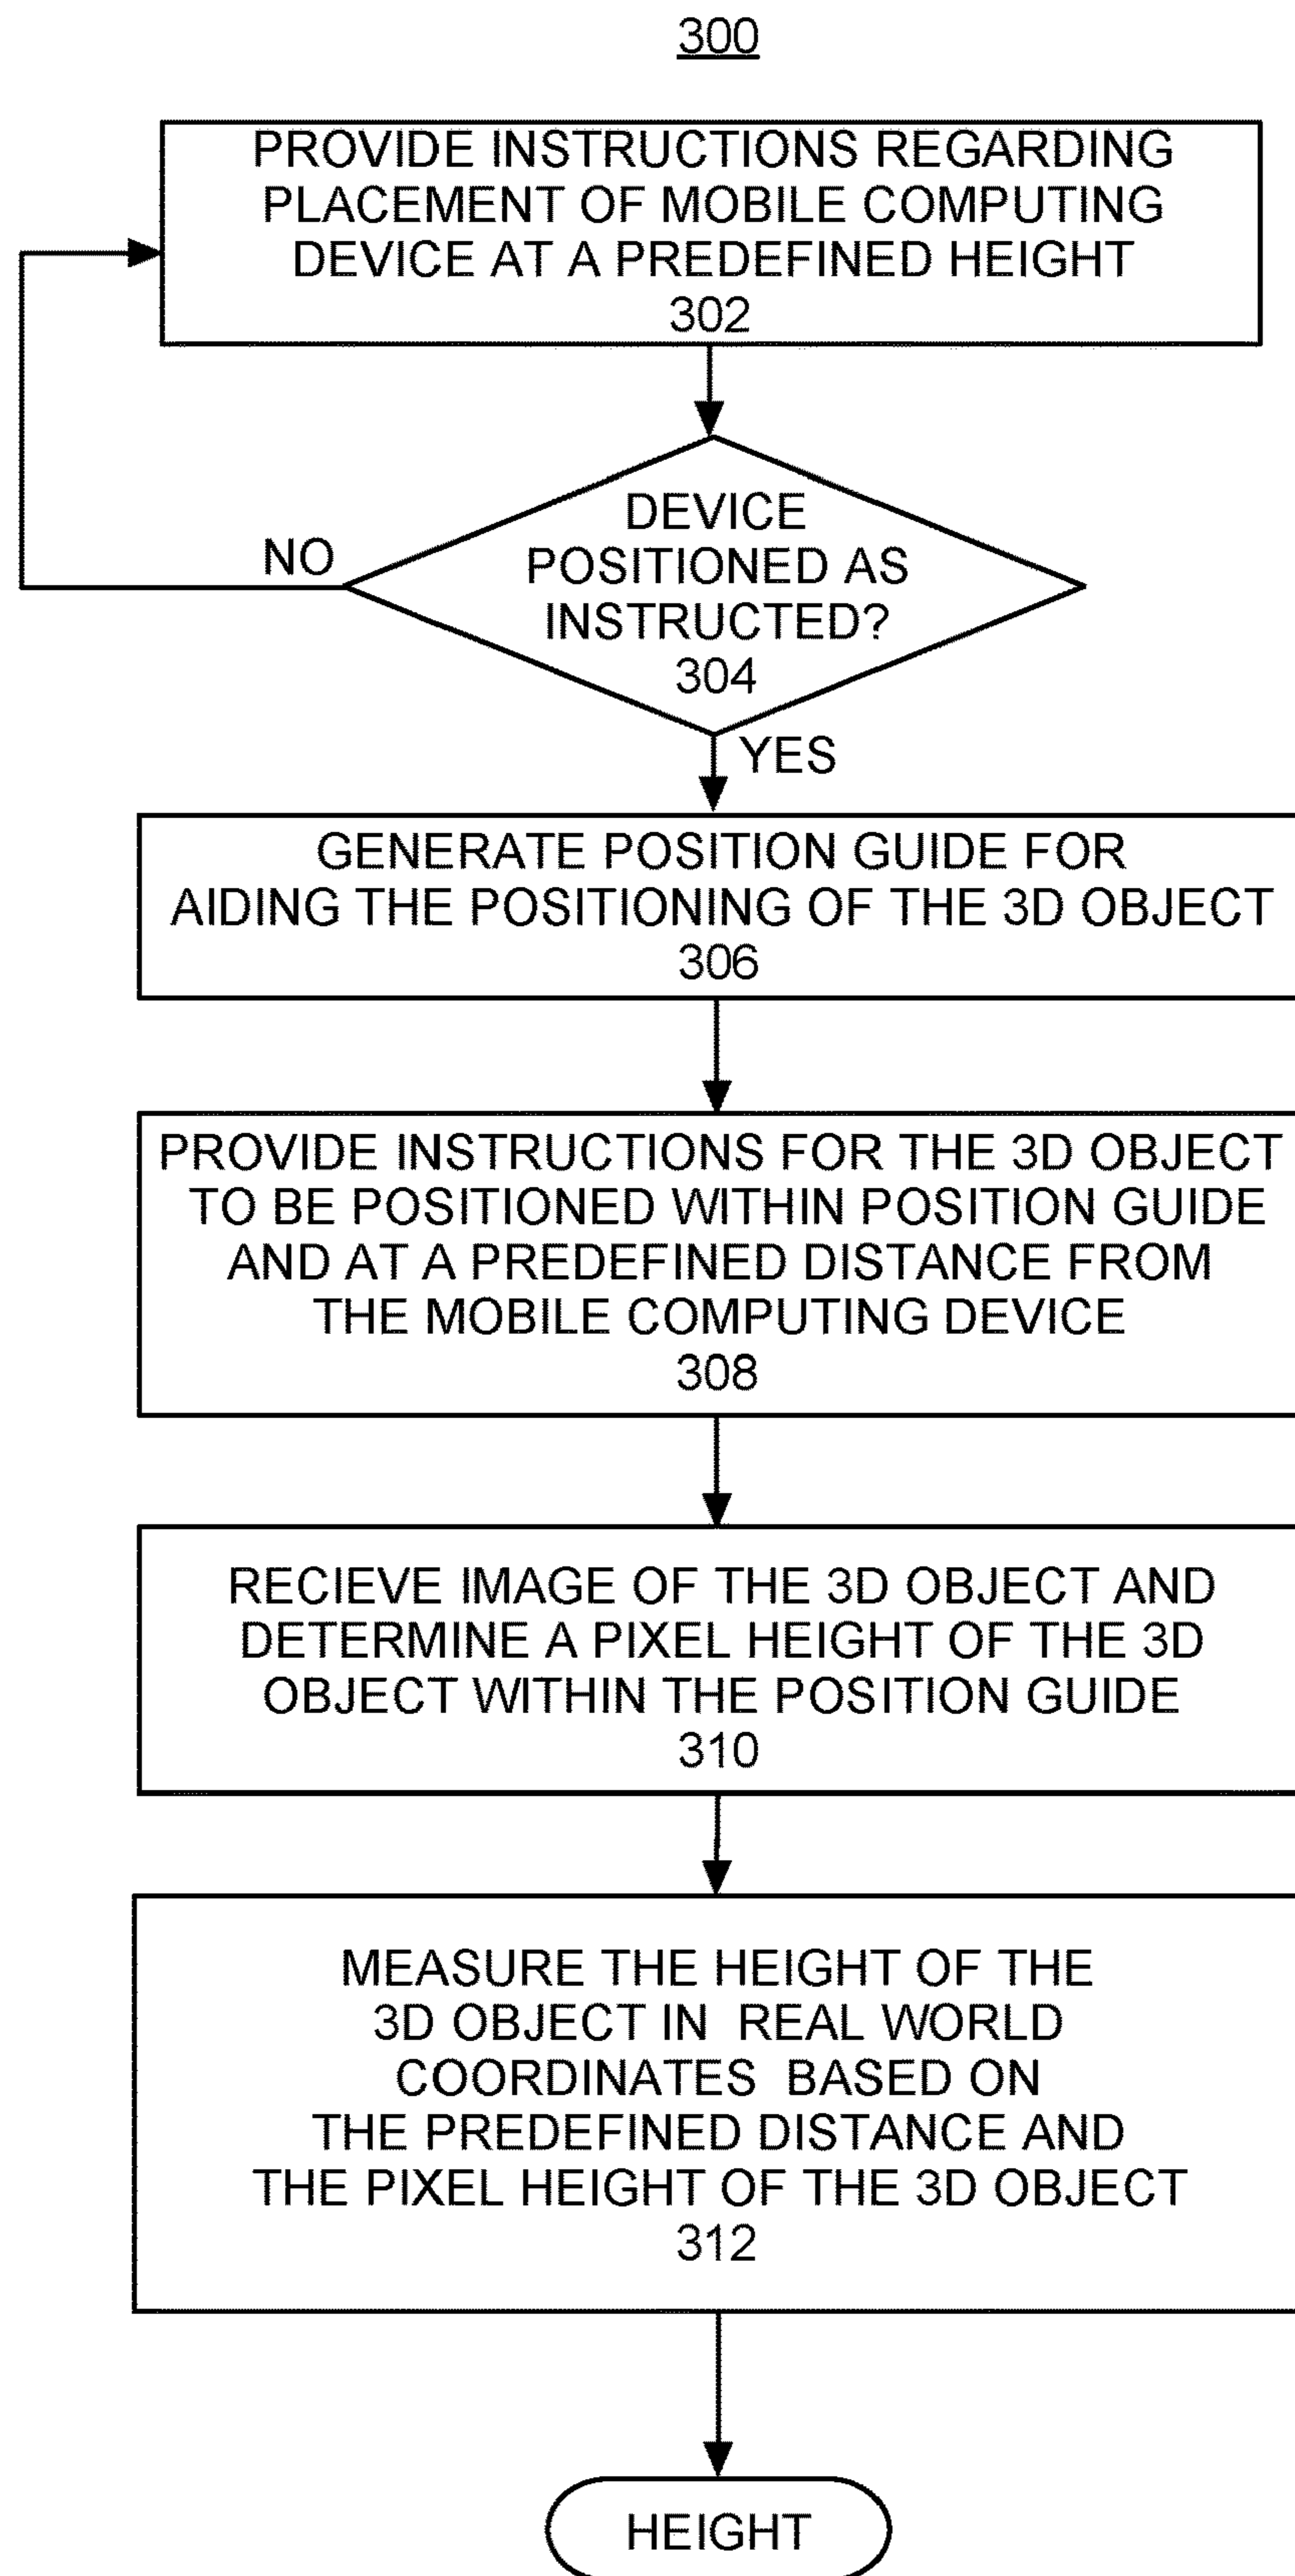 300
PROVIDE INSTRUCTIONS REGARDING
PLACEMENT OF MOBILE COMPUTING
DEVICE AT A PREDEFINED HEIGHT
302
DEVICE
POSITIONED AS
INSTRUCTED?
304
NO
YES
GENERATE POSITION GUIDE FOR
AIDING THE POSITIONING OF THE 3D OBJECT
306
PROVIDE INSTRUCTIONS FOR THE 3D OBJECT
TO BE POSITIONED WITHIN POSITION GUIDE
AND AT A PREDEFINED DISTANCE FROM
THE MOBILE COMPUTING DEVICE
308
RECIEVE IMAGE OF THE 3D OBJECT AND
DETERMINE A PIXEL HEIGHT OF THE 3D
OBJECT WITHIN THE POSITION GUIDE
310
MEASURE THE HEIGHT OF THE
3D OBJECT IN REAL WORLD
COORDINATES BASED ON
THE PREDEFINED DISTANCE AND
THE PIXEL HEIGHT OF THE 3D OBJECT
312
HEIGHT